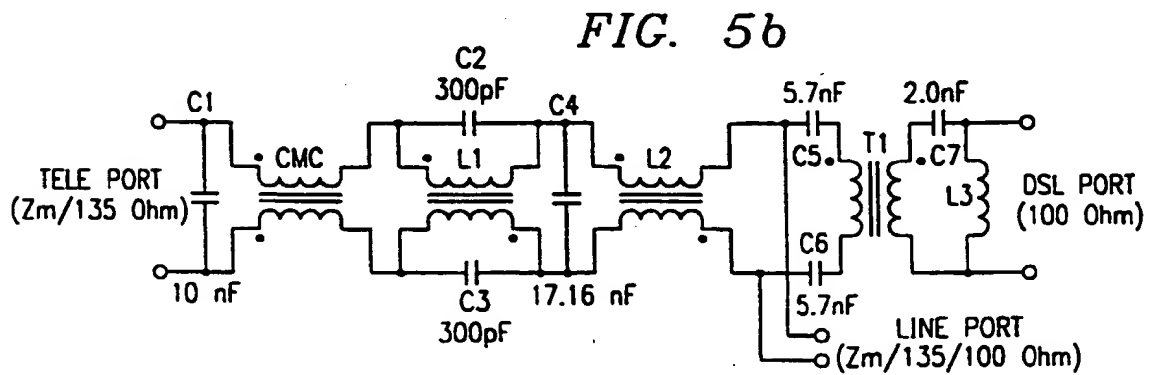 FIG. 5b
C1
C2
300pF
C4
5.7nF
2.0nF
CMC
L1
L2
C5
T1
C7
L3
TELE PORT
(Zm/135 Ohm)
DSL PORT
(100 Ohm)
C6
10 nF
C3
300pF
17.16 nF
5.7nF
LINE PORT
(Zm/135/100 Ohm)